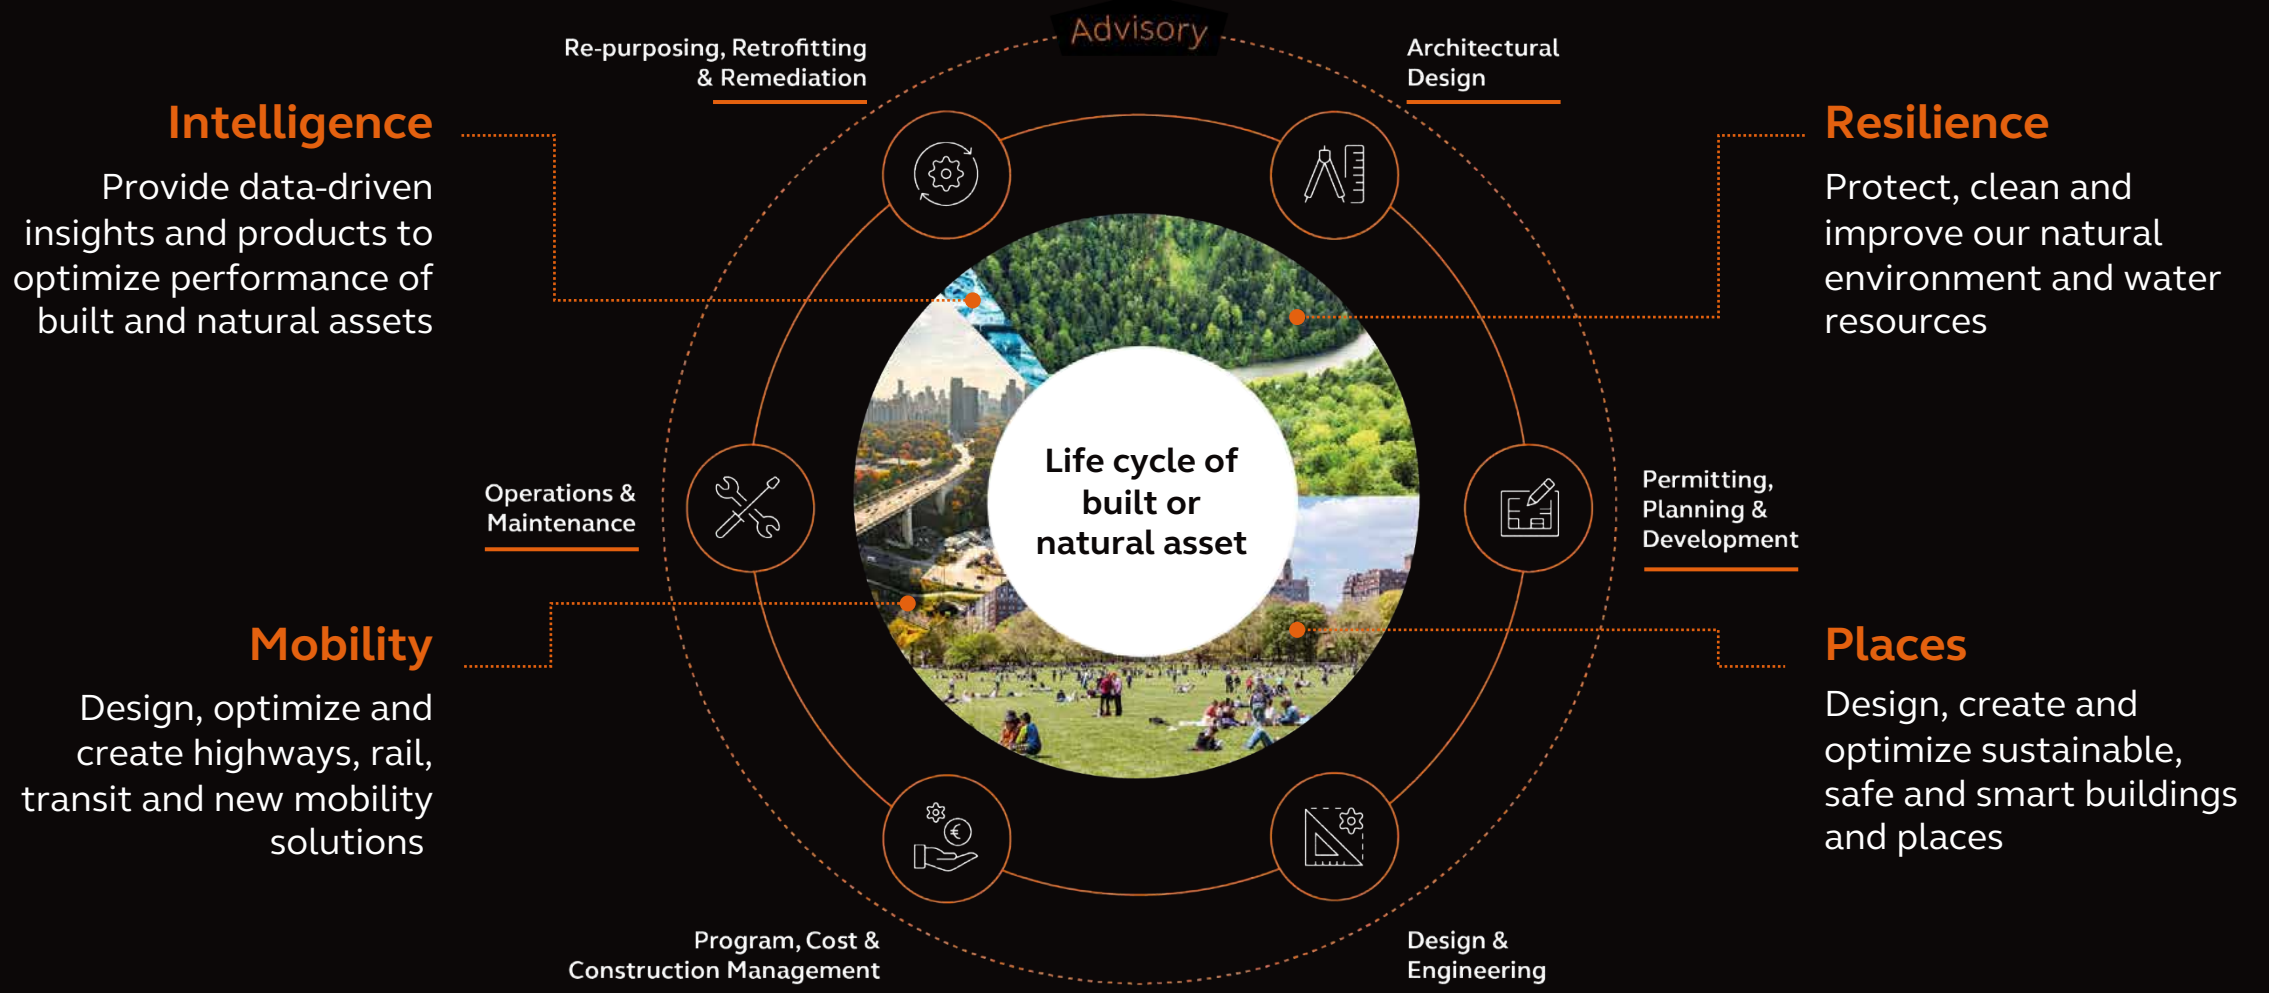 Advisory
Re-purposing, Retrofitting
& Remediation
Architectural
Design
Intelligence
Provide data-driven
insights and products to
optimize performance of
built and natural assets
Resilience
Protect, clean and
improve our natural
environment and water
resources
Life cycle of
built or
natural asset
Operations &
Maintenance
Permitting,
Planning &
Development
Mobility
Design, optimize and
create highways, rail,
transit and new mobility
solutions
Places
Design, create and
optimize sustainable,
safe and smart buildings
and places
€
Program, Cost &
Construction Management
Design &
Engineering